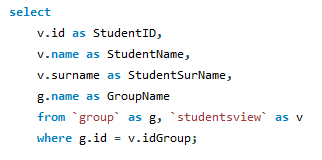 select
v.id as StudentID,
v.name as StudentName,
v.surname as StudentSurName,
g.name as GroupName
from `group` as g, `studentsview` as v
where g.id = v.idGroup;